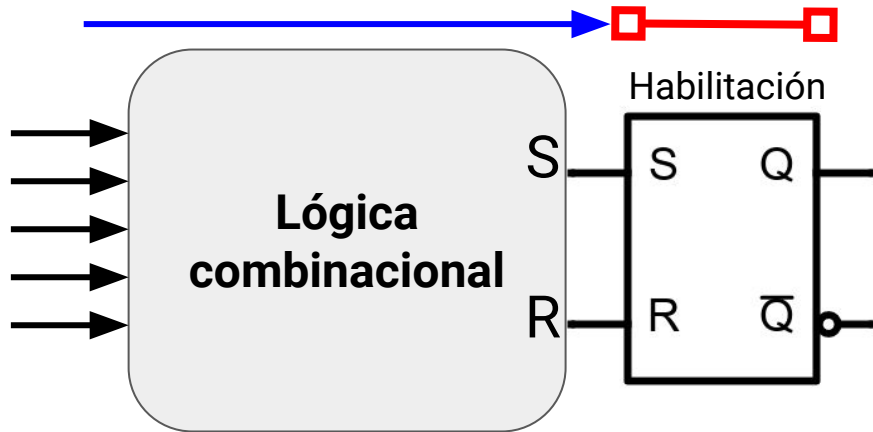 Habilitación
S
S
Q
Lógica
combinacional
R
R
Q̅